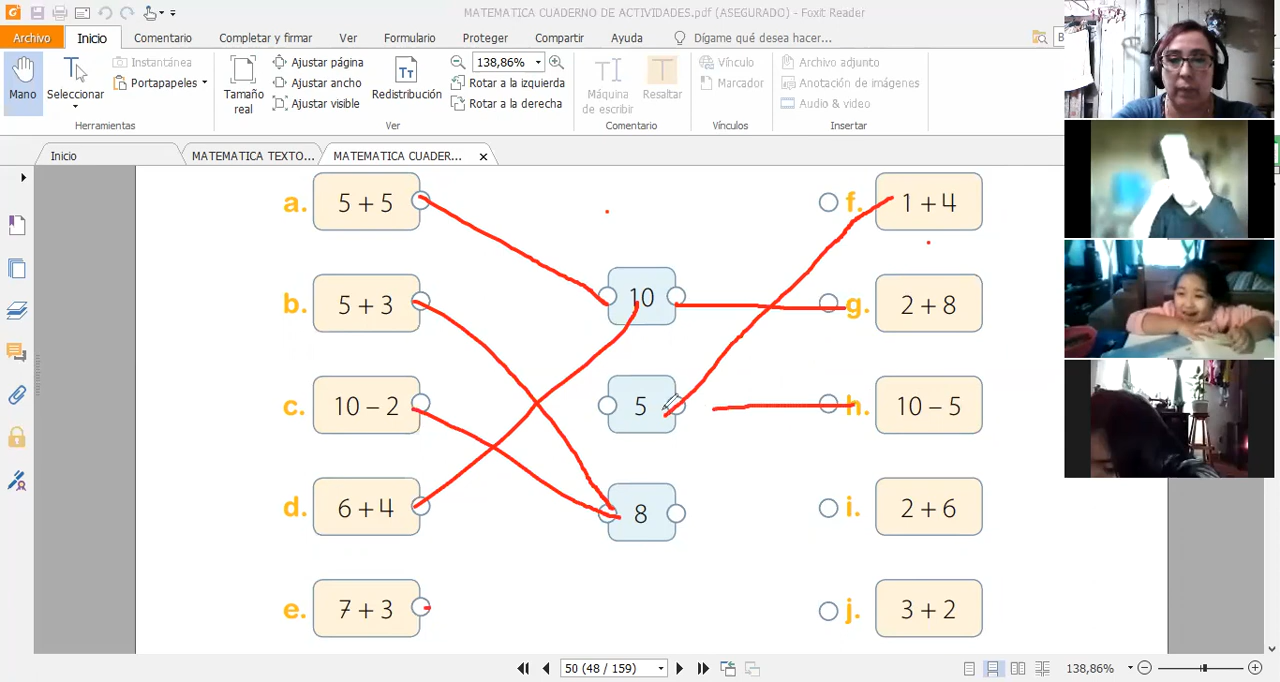 MATEMATICA CUADERNO DE ACTIVIDADES.pdf (ASEGURADO) - Foxit Reader
Archivo Inicio Comentario Completar y firmar Ver Formulario Proteger Compartir Ayuda Dígame qué desea hacer...
Mano
Seleccionar
Instantánea
Portapapeles
Herramientas
Tamaño real
Ajustar página
Ajustar ancho
Ajustar visible
Redistribución
138,86%
Rotar a la izquierda
Rotar a la derecha
Ver
Máquina de escribir
Resaltar
Comentario
Vínculo
Marcador
Vínculos
Archivo adjunto
Anotación de imágenes
Audio & video
Insertar
Inicio MATEMATICA TEXTO... MATEMATICA CUADER...
a. 5 + 5
b. 5 + 3
c. 10 – 2
d. 6 + 4
e. 7 + 3
10
5
8
f. 1 + 4
g. 2 + 8
h. 10 – 5
i. 2 + 6
j. 3 + 2
50 (48 / 159) 138,86%